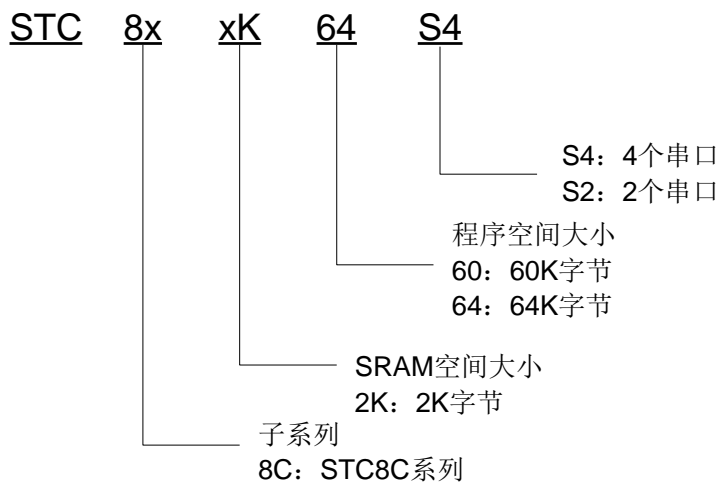 STC 8x xK 64 S4
S4：4个串口
S2：2个串口
程序空间大小
60：60K字节
64：64K字节
SRAM空间大小
2K：2K字节
子系列
8C：STC8C系列